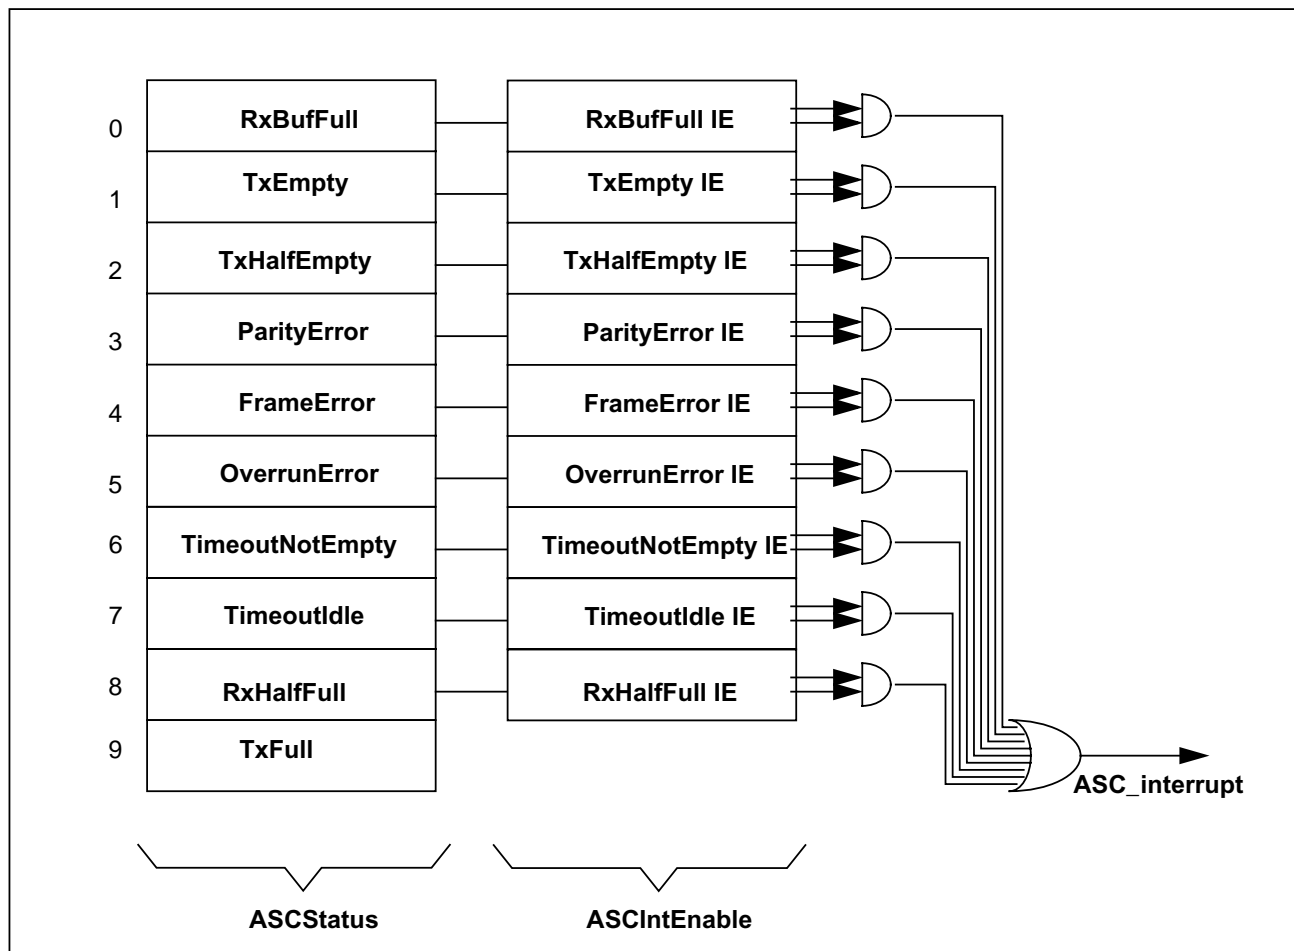 0 RxBufFull RxBufFull IE
1 TxEmpty TxEmpty IE
2 TxHalfEmpty TxHalfEmpty IE
3 ParityError ParityError IE
4 FrameError FrameError IE
5 OverrunError OverrunError IE
6 TimeoutNotEmpty TimeoutNotEmpty IE
7 TimeoutIdle TimeoutIdle IE
8 RxHalfFull RxHalfFull IE
9 TxFull
ASC_interrupt
ASCStatus ASCIntEnable